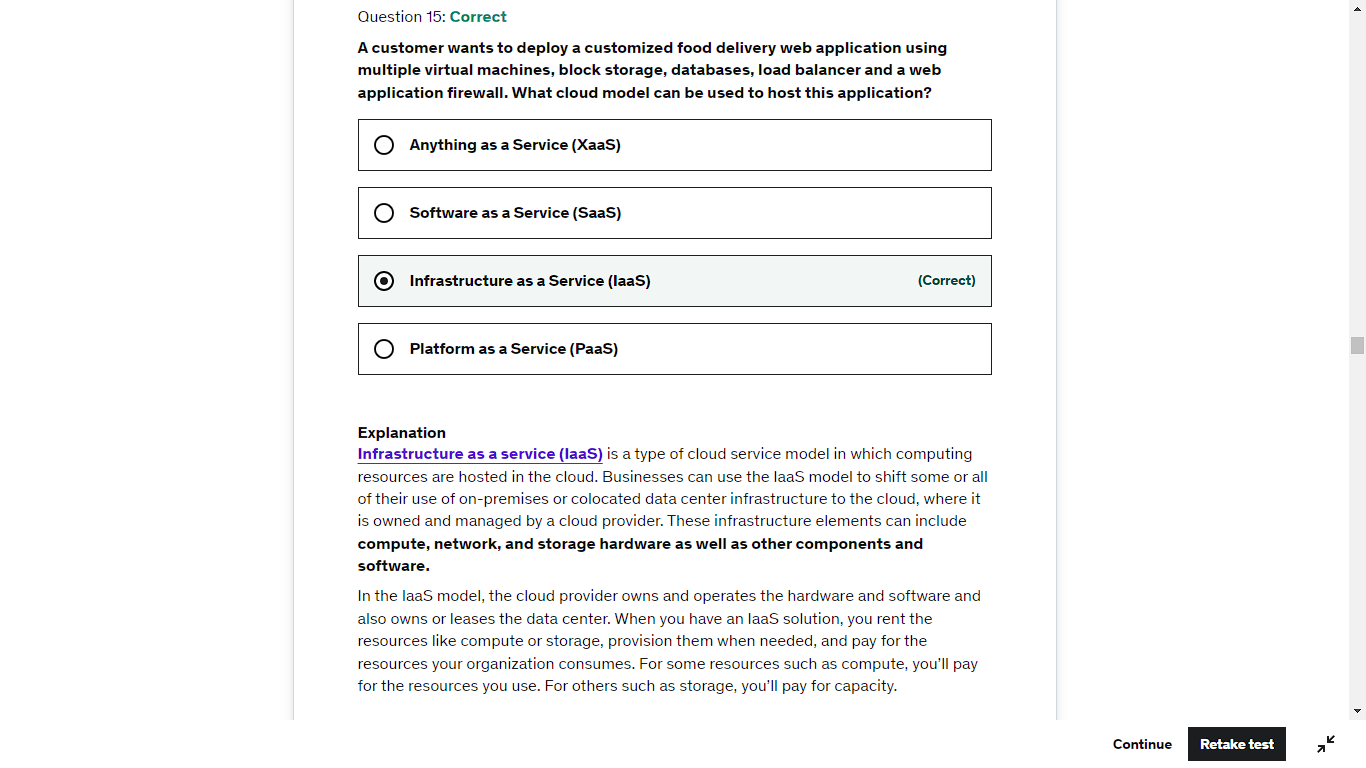 Question 15: Correct
A customer wants to deploy a customized food delivery web application using
multiple virtual machines, block storage, databases, load balancer and a web
application firewall. What cloud model can be used to host this application?
Anything as a Service (XaaS)
Software as a Service (SaaS)
Infrastructure as a Service (IaaS) (Correct)
Platform as a Service (PaaS)
Explanation
Infrastructure as a service (IaaS) is a type of cloud service model in which computing
resources are hosted in the cloud. Businesses can use the IaaS model to shift some or all
of their use of on-premises or colocated data center infrastructure to the cloud, where it
is owned and managed by a cloud provider. These infrastructure elements can include
compute, network, and storage hardware as well as other components and
software.
In the IaaS model, the cloud provider owns and operates the hardware and software and
also owns or leases the data center. When you have an IaaS solution, you rent the
resources like compute or storage, provision them when needed, and pay for the
resources your organization consumes. For some resources such as compute, you'll pay
for the resources you use. For others such as storage, you'll pay for capacity.
Continue Retake test